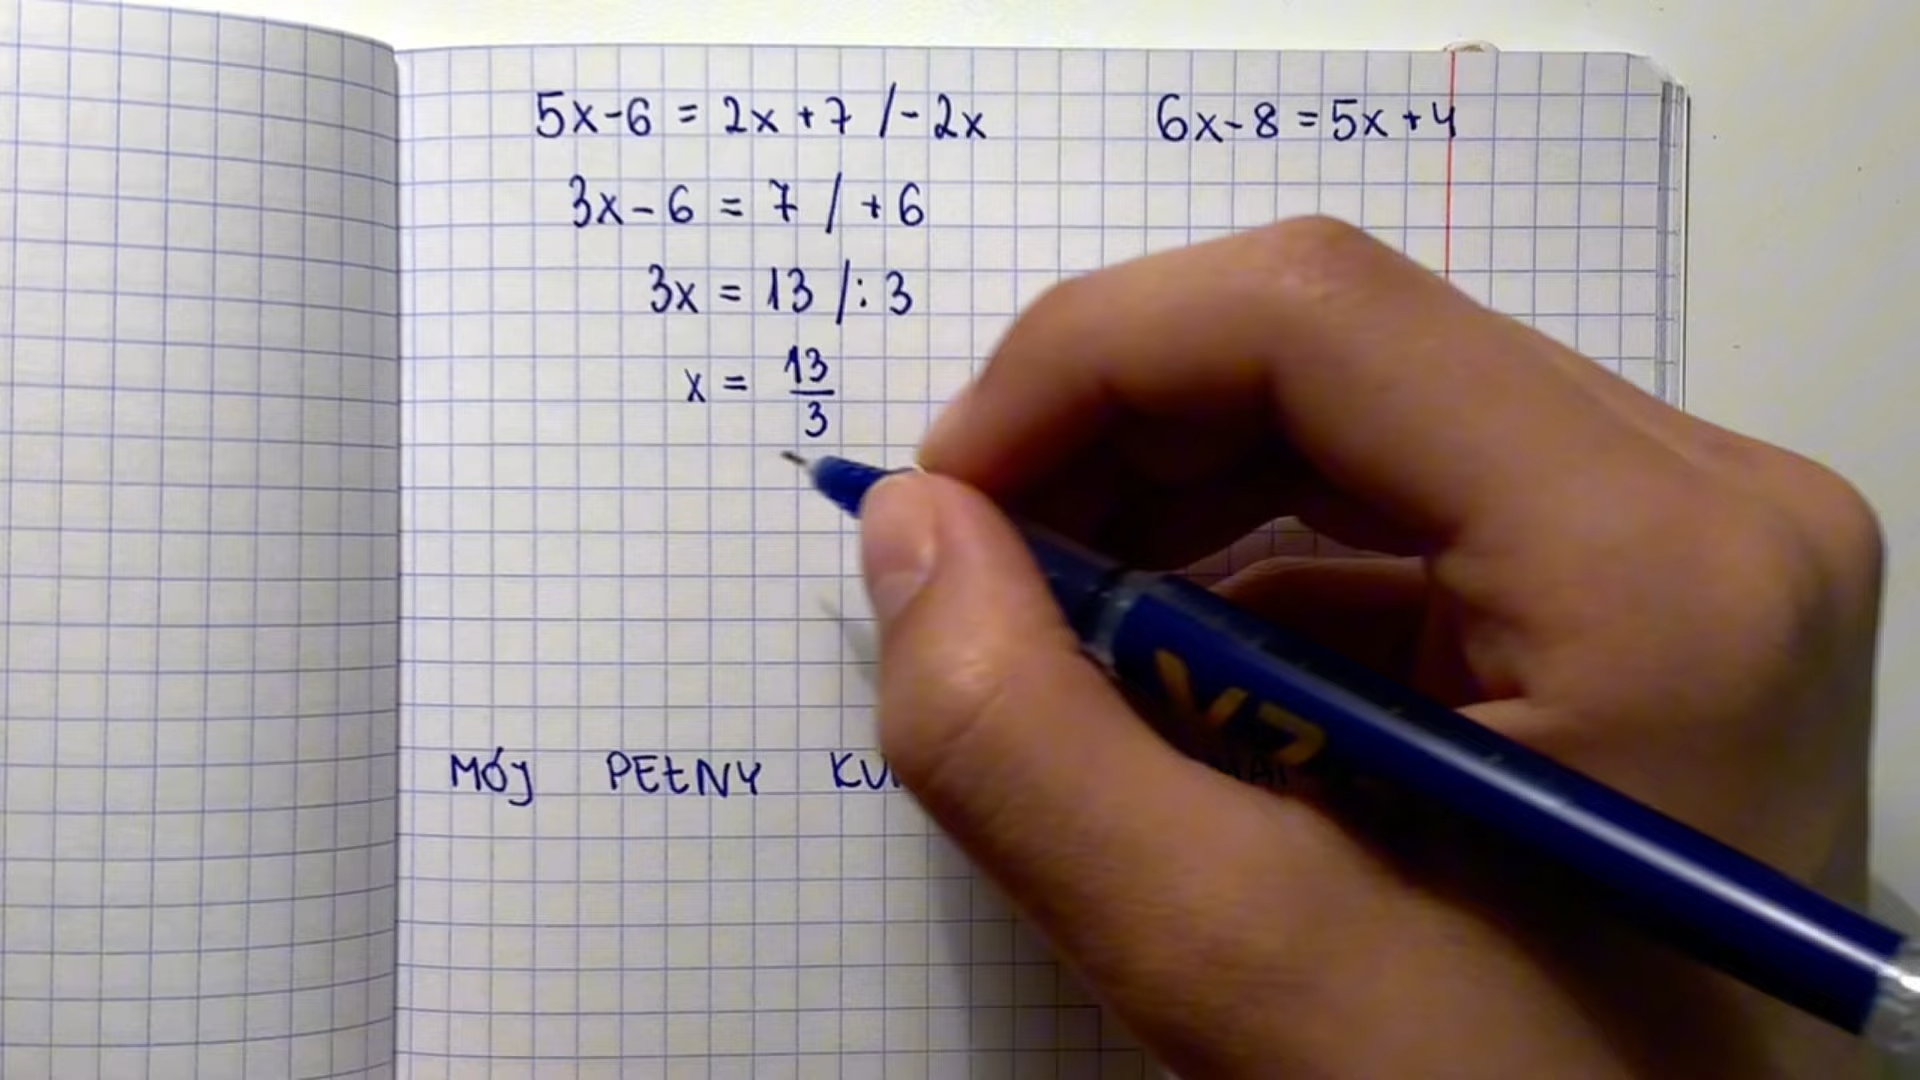 5x-6 = 2x+7 /-2x
3x-6 = 7 /+6
3x = 13 /:3
x = 13/3
6x-8 = 5x+4
MÓJ PEŁNY
V7